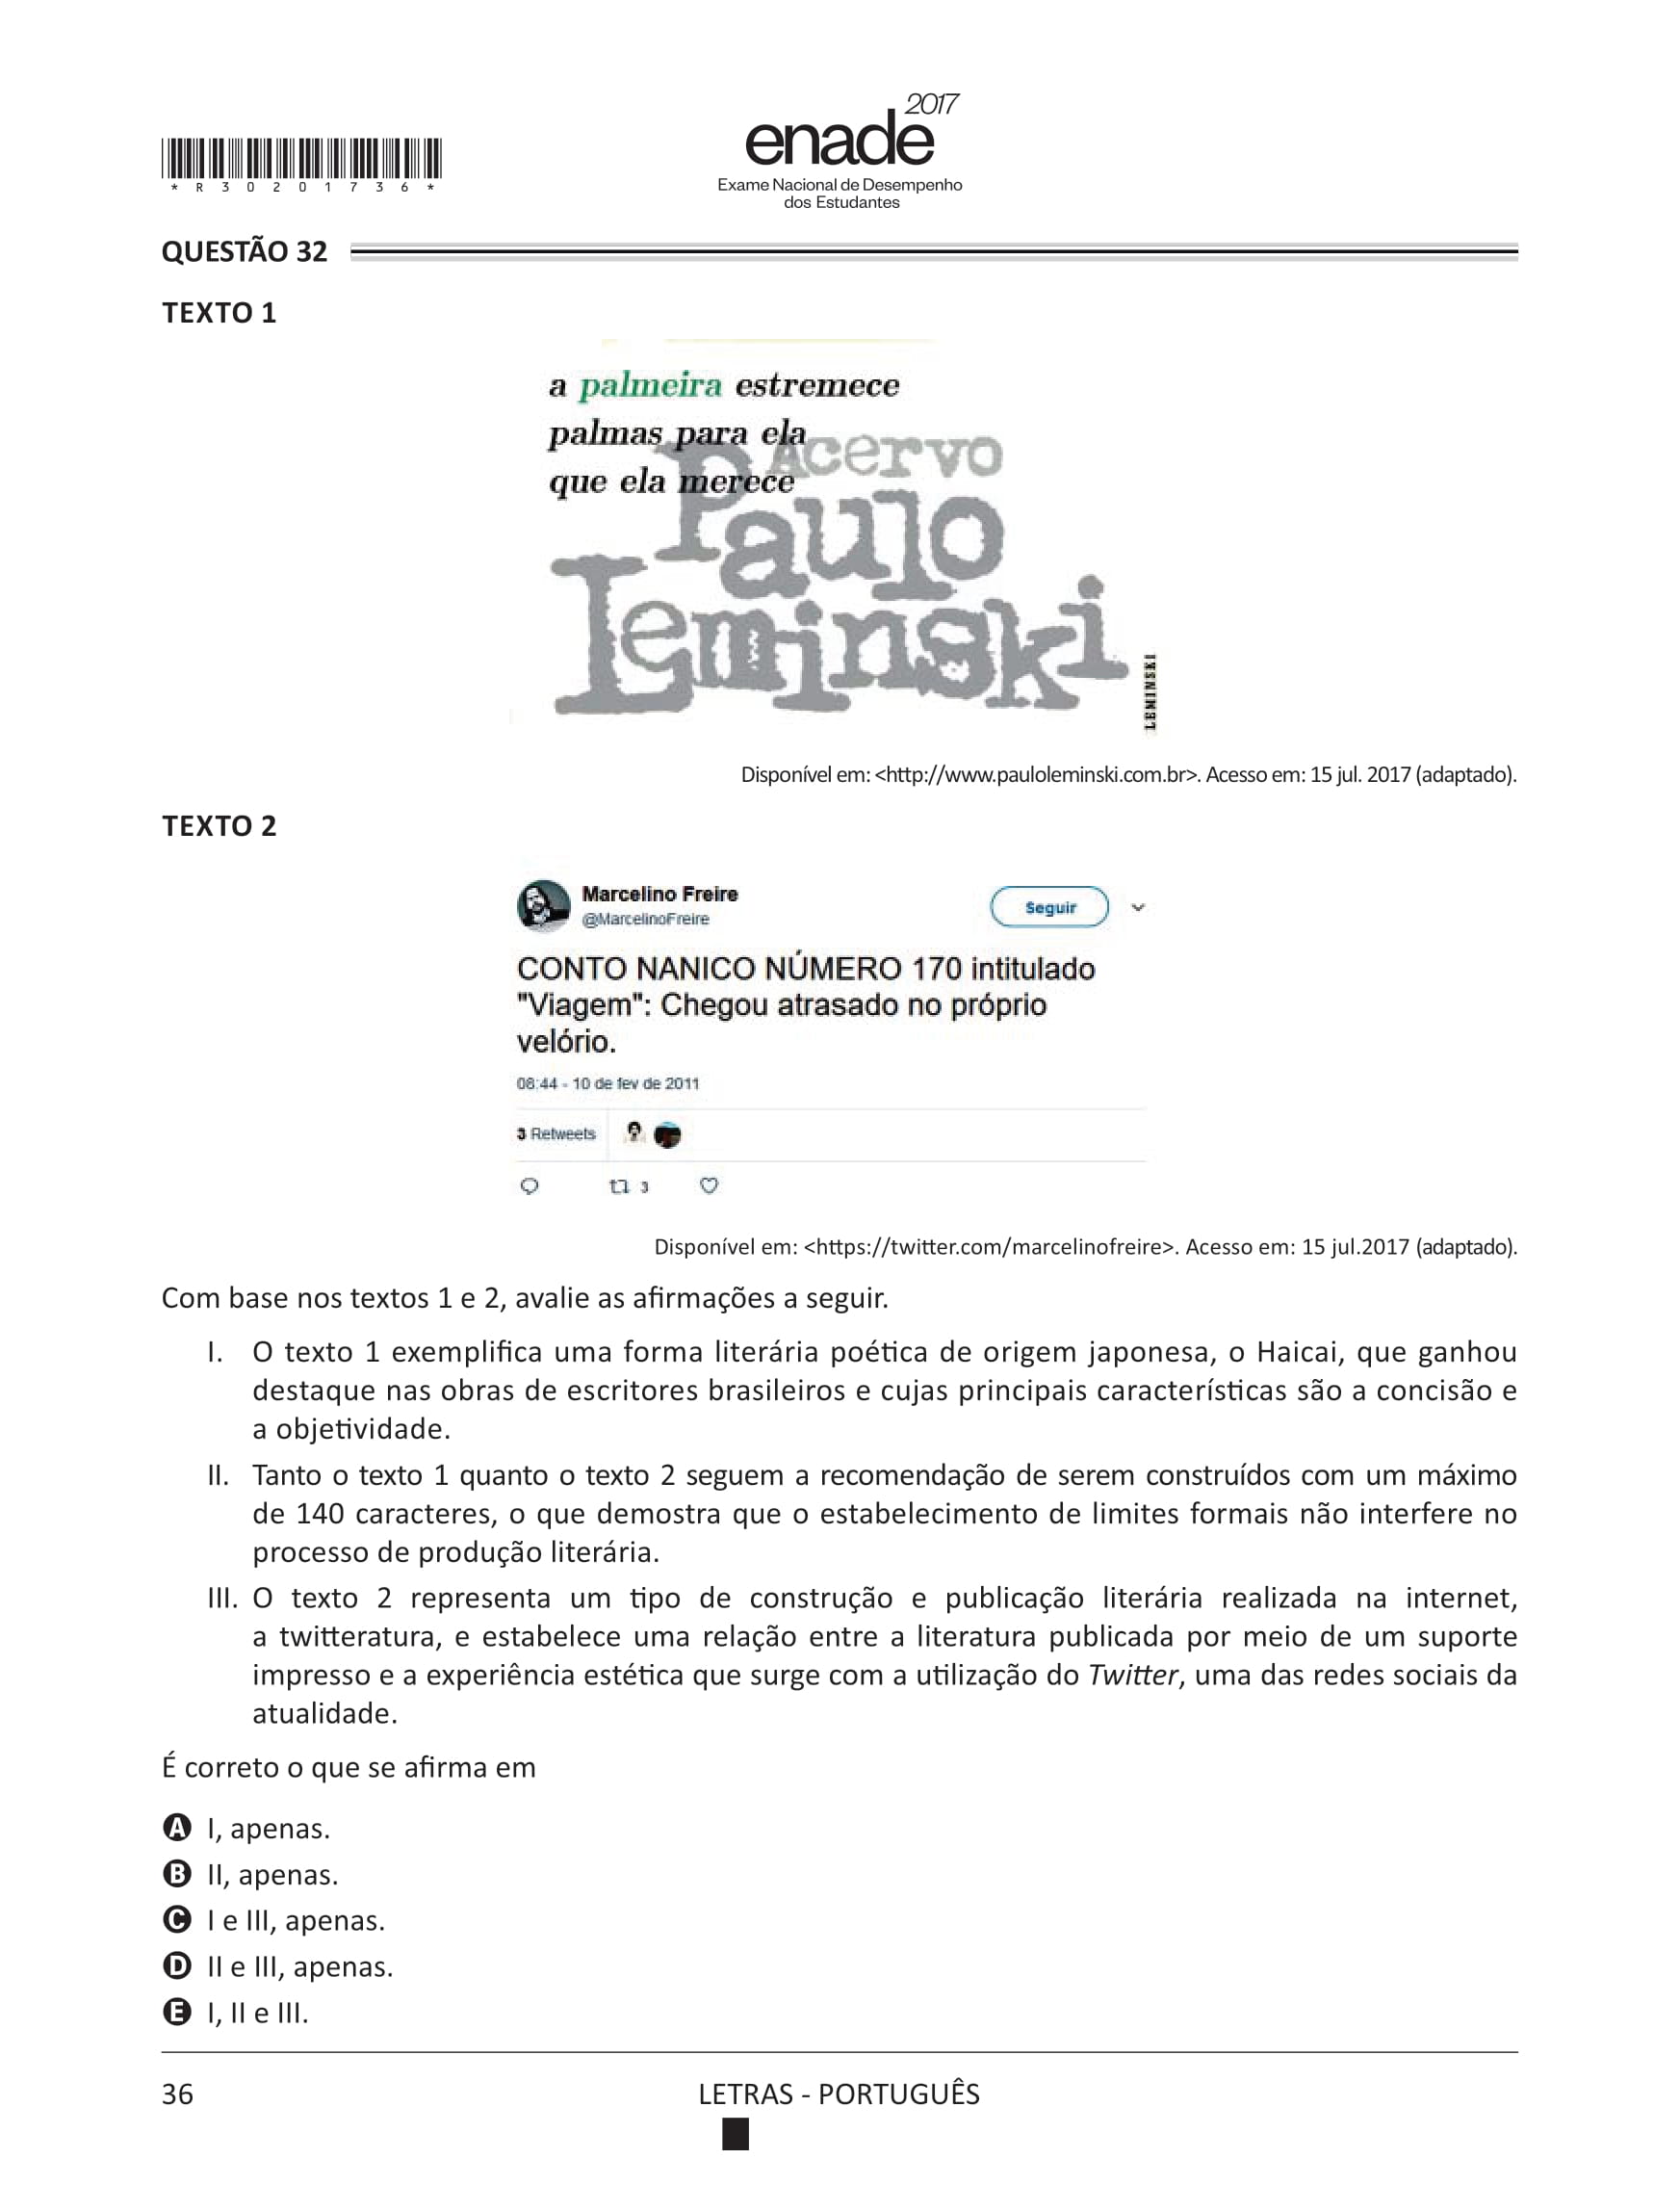 2017
enade
Exame Nacional de Desempenho
dos Estudantes
*R30201736*
QUESTÃO 32
TEXTO 1
a palmeira estremece
palmas para ela
que ela merece
Acervo
Paulo
Leminski
LEMINSKI
Disponível em: <http://www.pauloleminski.com.br>. Acesso em: 15 jul. 2017 (adaptado).
TEXTO 2
Marcelino Freire
@MarcelinoFreire
Seguir
CONTO NANICO NÚMERO 170 intitulado
"Viagem": Chegou atrasado no próprio
velório.
08:44 - 10 de fev de 2011
3 Retweets
3
Disponível em: <https://twitter.com/marcelinofreire>. Acesso em: 15 jul.2017 (adaptado).
Com base nos textos 1 e 2, avalie as afirmações a seguir.
I. O texto 1 exemplifica uma forma literária poética de origem japonesa, o Haicai, que ganhou
destaque nas obras de escritores brasileiros e cujas principais características são a concisão e
a objetividade.
II. Tanto o texto 1 quanto o texto 2 seguem a recomendação de serem construídos com um máximo
de 140 caracteres, o que demostra que o estabelecimento de limites formais não interfere no
processo de produção literária.
III. O texto 2 representa um tipo de construção e publicação literária realizada na internet,
a twitteratura, e estabelece uma relação entre a literatura publicada por meio de um suporte
impresso e a experiência estética que surge com a utilização do Twitter, uma das redes sociais da
atualidade.
É correto o que se afirma em
A I, apenas.
B II, apenas.
C I e III, apenas.
D II e III, apenas.
E I, II e III.
36
LETRAS - PORTUGUÊS